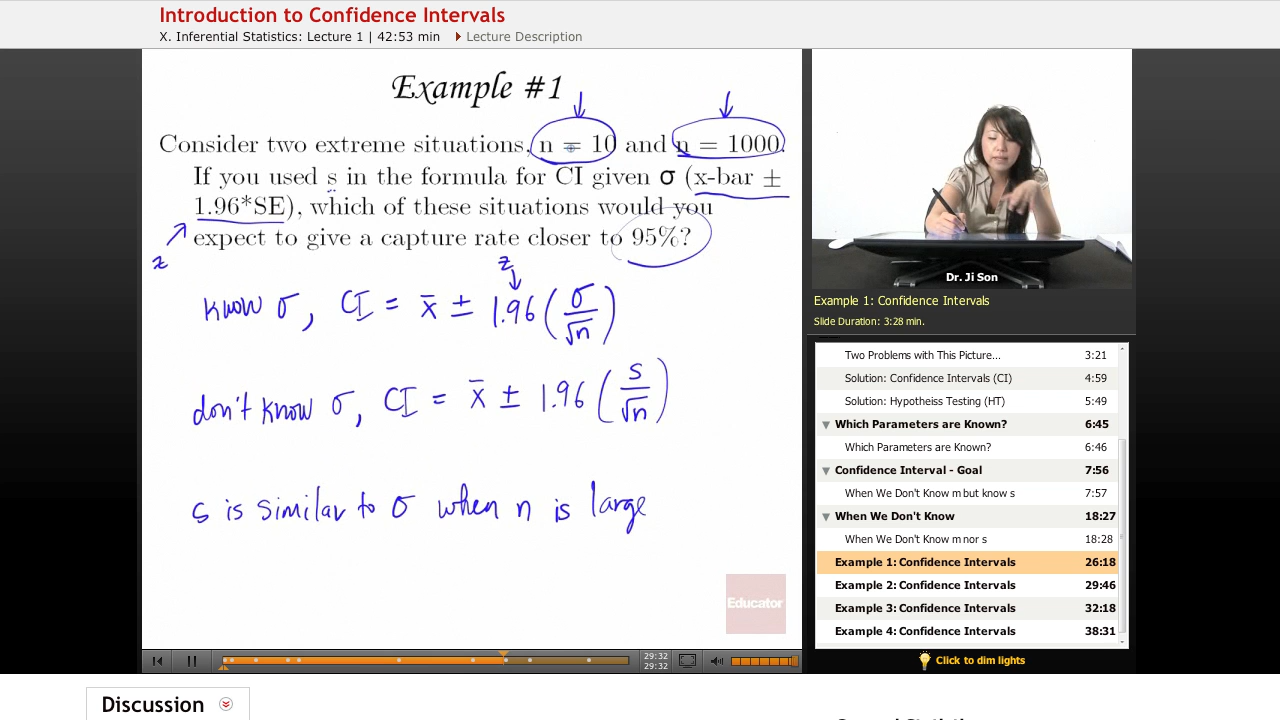 Introduction to Confidence Intervals
X. Inferential Statistics: Lecture 1 | 42:53 min Lecture Description
Example #1
Consider two extreme situations, n = 10 and n = 1000.
If you used s in the formula for CI given σ (x-bar ±
1.96*SE), which of these situations would you
expect to give a capture rate closer to 95%?
z
z
know σ, CI = x̄ ± 1.96 (σ/√n)
don't know σ, CI = x̄ ± 1.96 (s/√n)
s is similar to σ when n is large
Educator
29:32
29:32
Dr. Ji Son
Example 1: Confidence Intervals
Slide Duration: 3:28 min.
Two Problems with This Picture... 3:21
Solution: Confidence Intervals (CI) 4:59
Solution: Hypotheiss Testing (HT) 5:49
Which Parameters are Known? 6:45
Which Parameters are Known? 6:46
Confidence Interval - Goal 7:56
When We Don't Know m but know s 7:57
When We Don't Know 18:27
When We Don't Know m nor s 18:28
Example 1: Confidence Intervals 26:18
Example 2: Confidence Intervals 29:46
Example 3: Confidence Intervals 32:18
Example 4: Confidence Intervals 38:31
Click to dim lights
Discussion